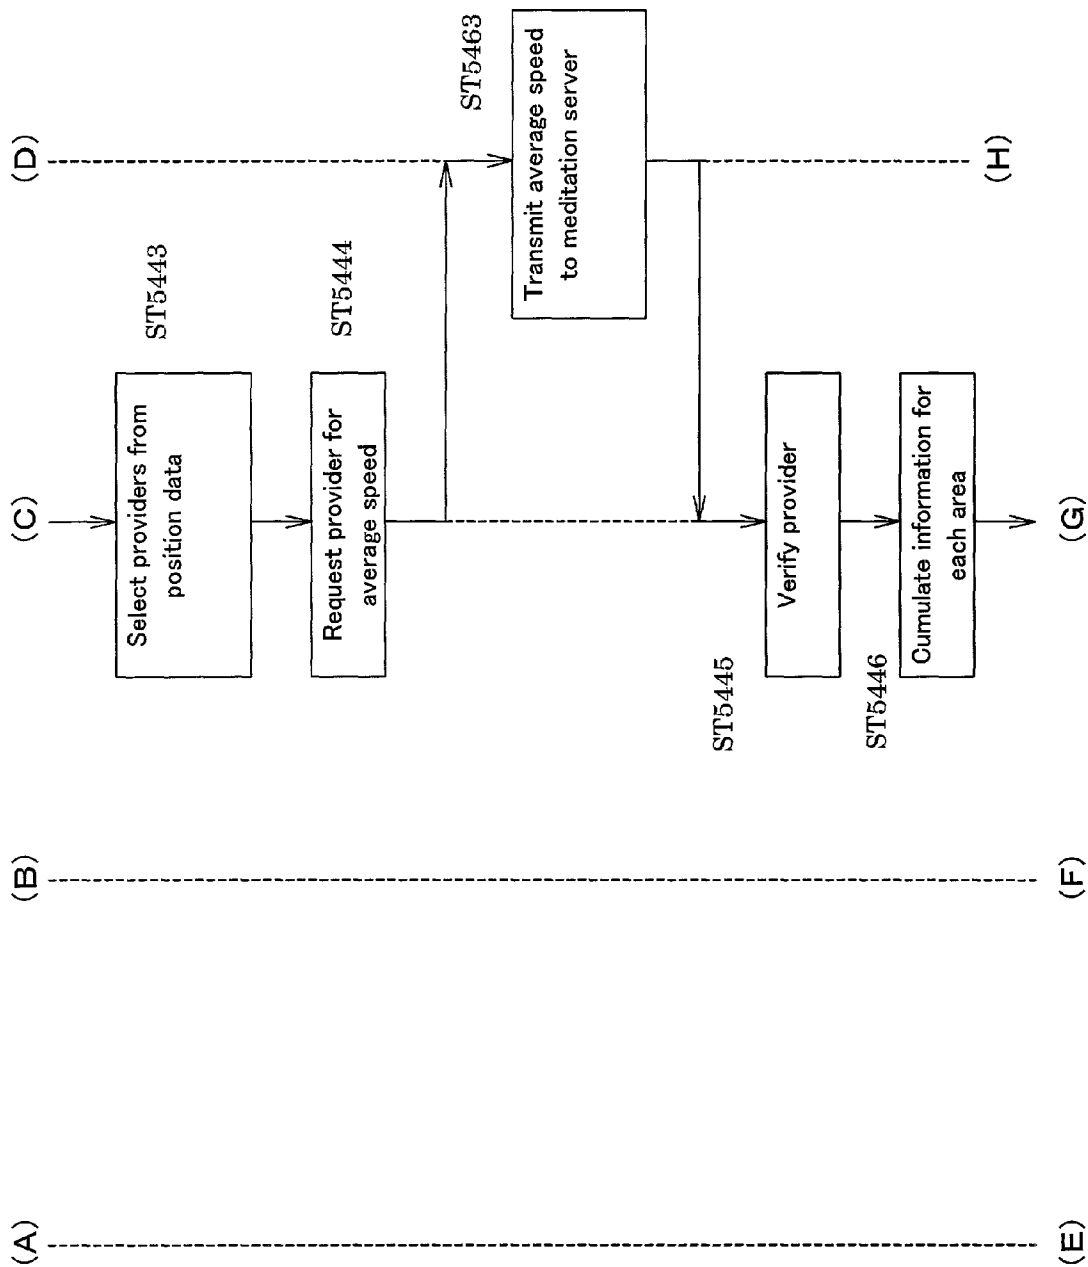 (A)
(B)
(C)
(D)
Select providers from
position data
ST5443
Request provider for
average speed
ST5444
ST5463
Transmit average speed
to meditation server
ST5445
Verify provider
ST5446
Cumulate information for
each area
(E)
(F)
(G)
(H)